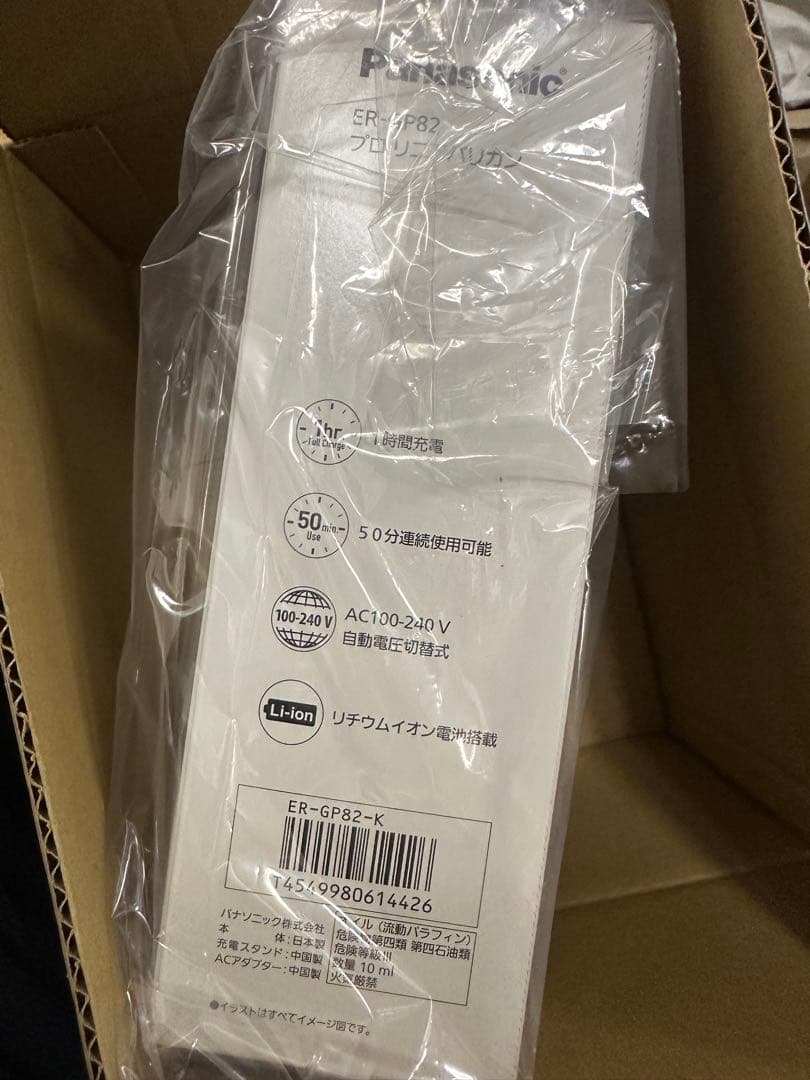 Panasonic
ER-GP82
プロ リニアバリカン
1hr
Full Charge
1時間充電
50min.
Use
50分連続使用可能
100-240 V
AC100-240 V
自動電圧切替式
Li-ion
リチウムイオン電池搭載
ER-GP82-K
T4549980614426
パナソニック株式会社
本 体:日本製
充電スタンド:中国製
ACアダプター:中国製
オイル(流動パラフィン)
危険物第四類 第四石油類
危険等級Ⅲ
数量 10 ml
火気厳禁
●イラストはすべてイメージ図です。